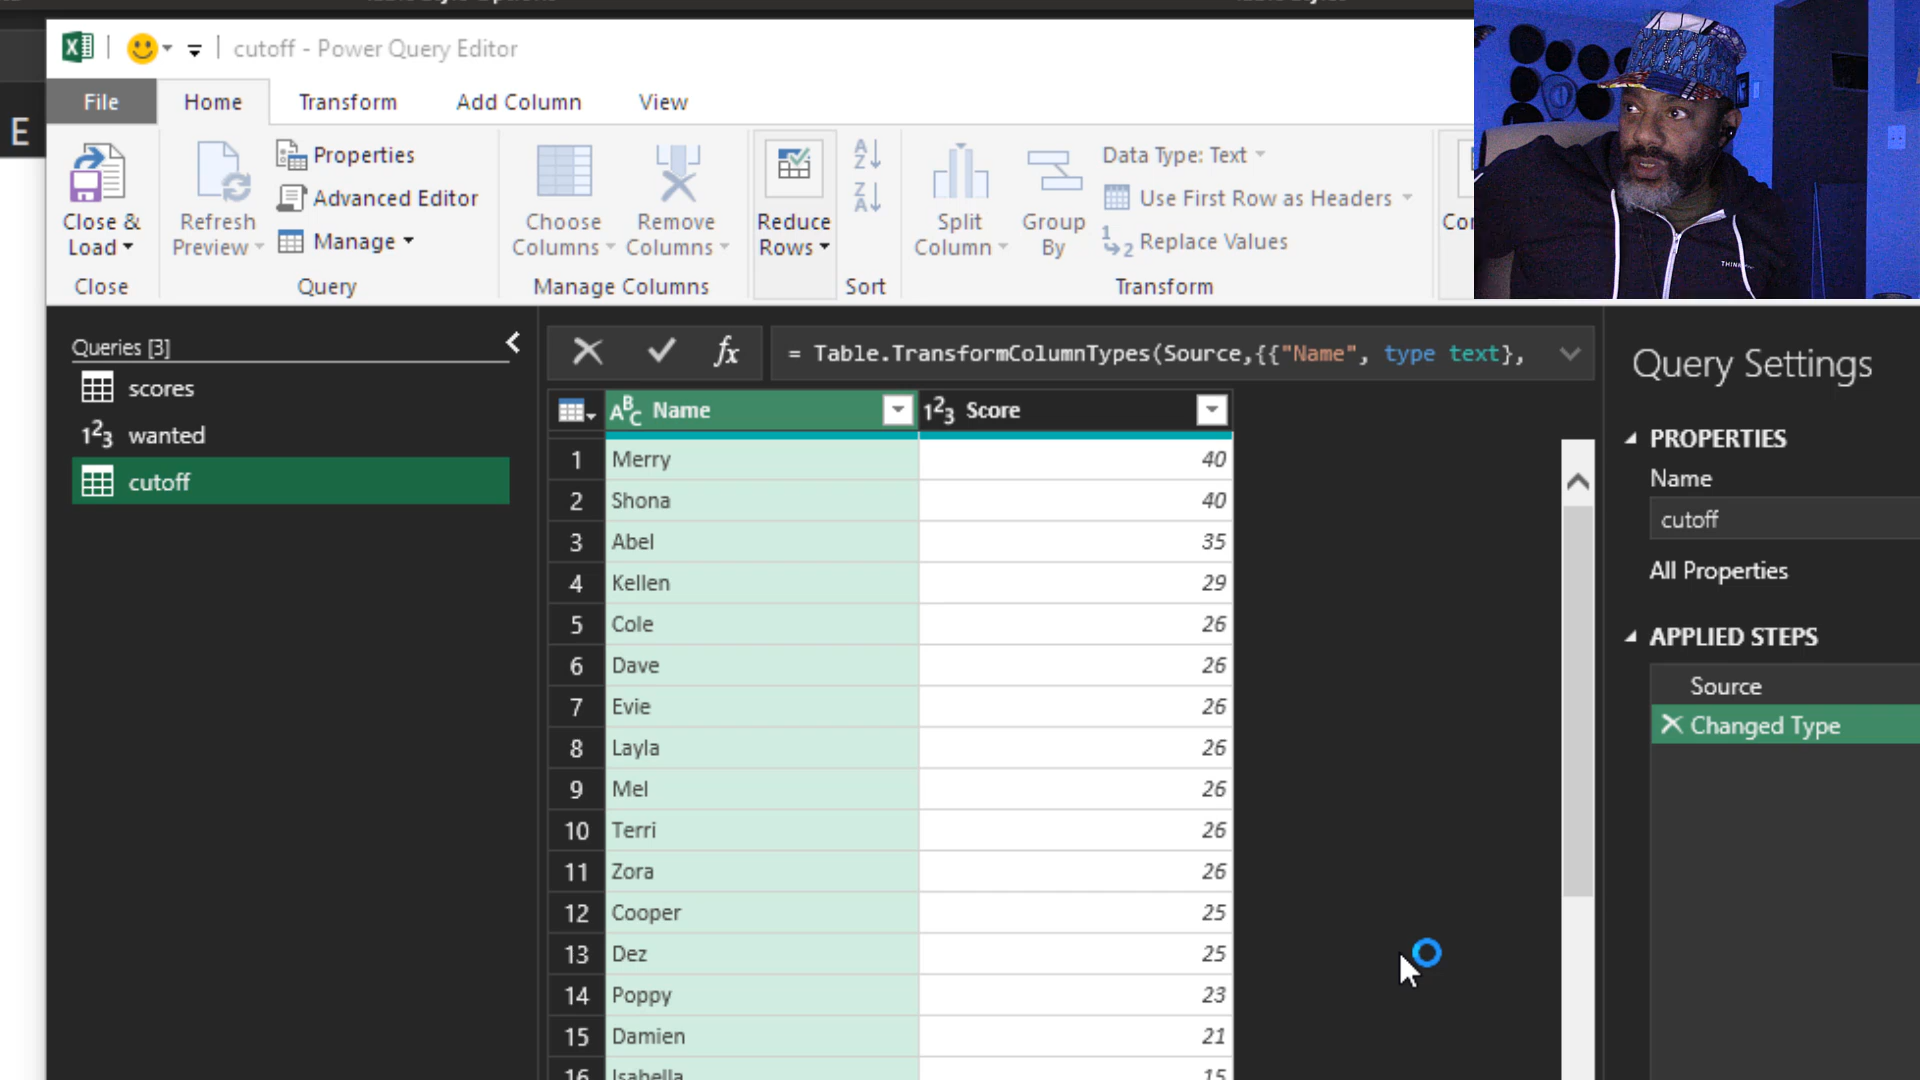 cutoff - Power Query Editor
File
Home
Transform
Add Column
View
E
Close &
Load
Refresh
Preview
Properties
Advanced Editor
Manage
Choose
Columns
Remove
Columns
Reduce
Rows
Split
Column
Group
By
Data Type: Text
Use First Row as Headers
Replace Values
Close
Query
Manage Columns
Sort
Transform
Queries [3]
scores
wanted
cutoff
fx
= Table.TransformColumnTypes(Source,{{"Name", type text},
Name
Score
1 Merry 40
2 Shona 40
3 Abel 35
4 Kellen 29
5 Cole 26
6 Dave 26
7 Evie 26
8 Layla 26
9 Mel 26
10 Terri 26
11 Zora 26
12 Cooper 25
13 Dez 25
14 Poppy 23
15 Damien 21
16 Isabella 15
Query Settings
PROPERTIES
Name
cutoff
All Properties
APPLIED STEPS
Source
Changed Type